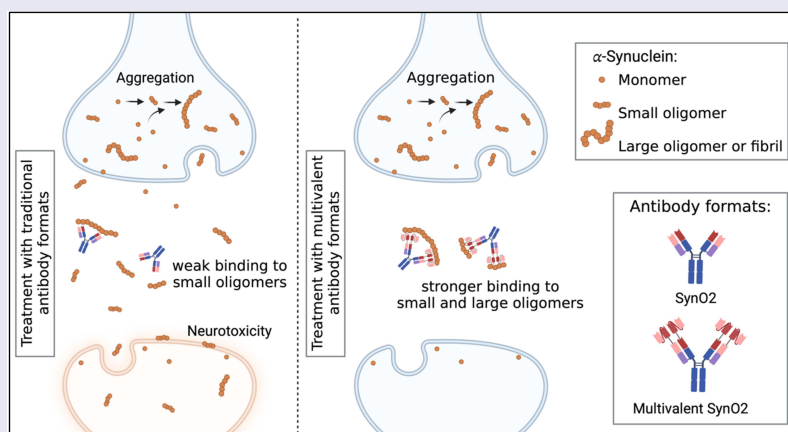 Treatment with traditional
antibody formats
Aggregation
weak binding to
small oligomers
Neurotoxicity
Treatment with multivalent
antibody formats
Aggregation
stronger binding to
small and large oligomers
α-Synuclein:
Monomer
Small oligomer
Large oligomer or fibril
Antibody formats:
SynO2
Multivalent SynO2